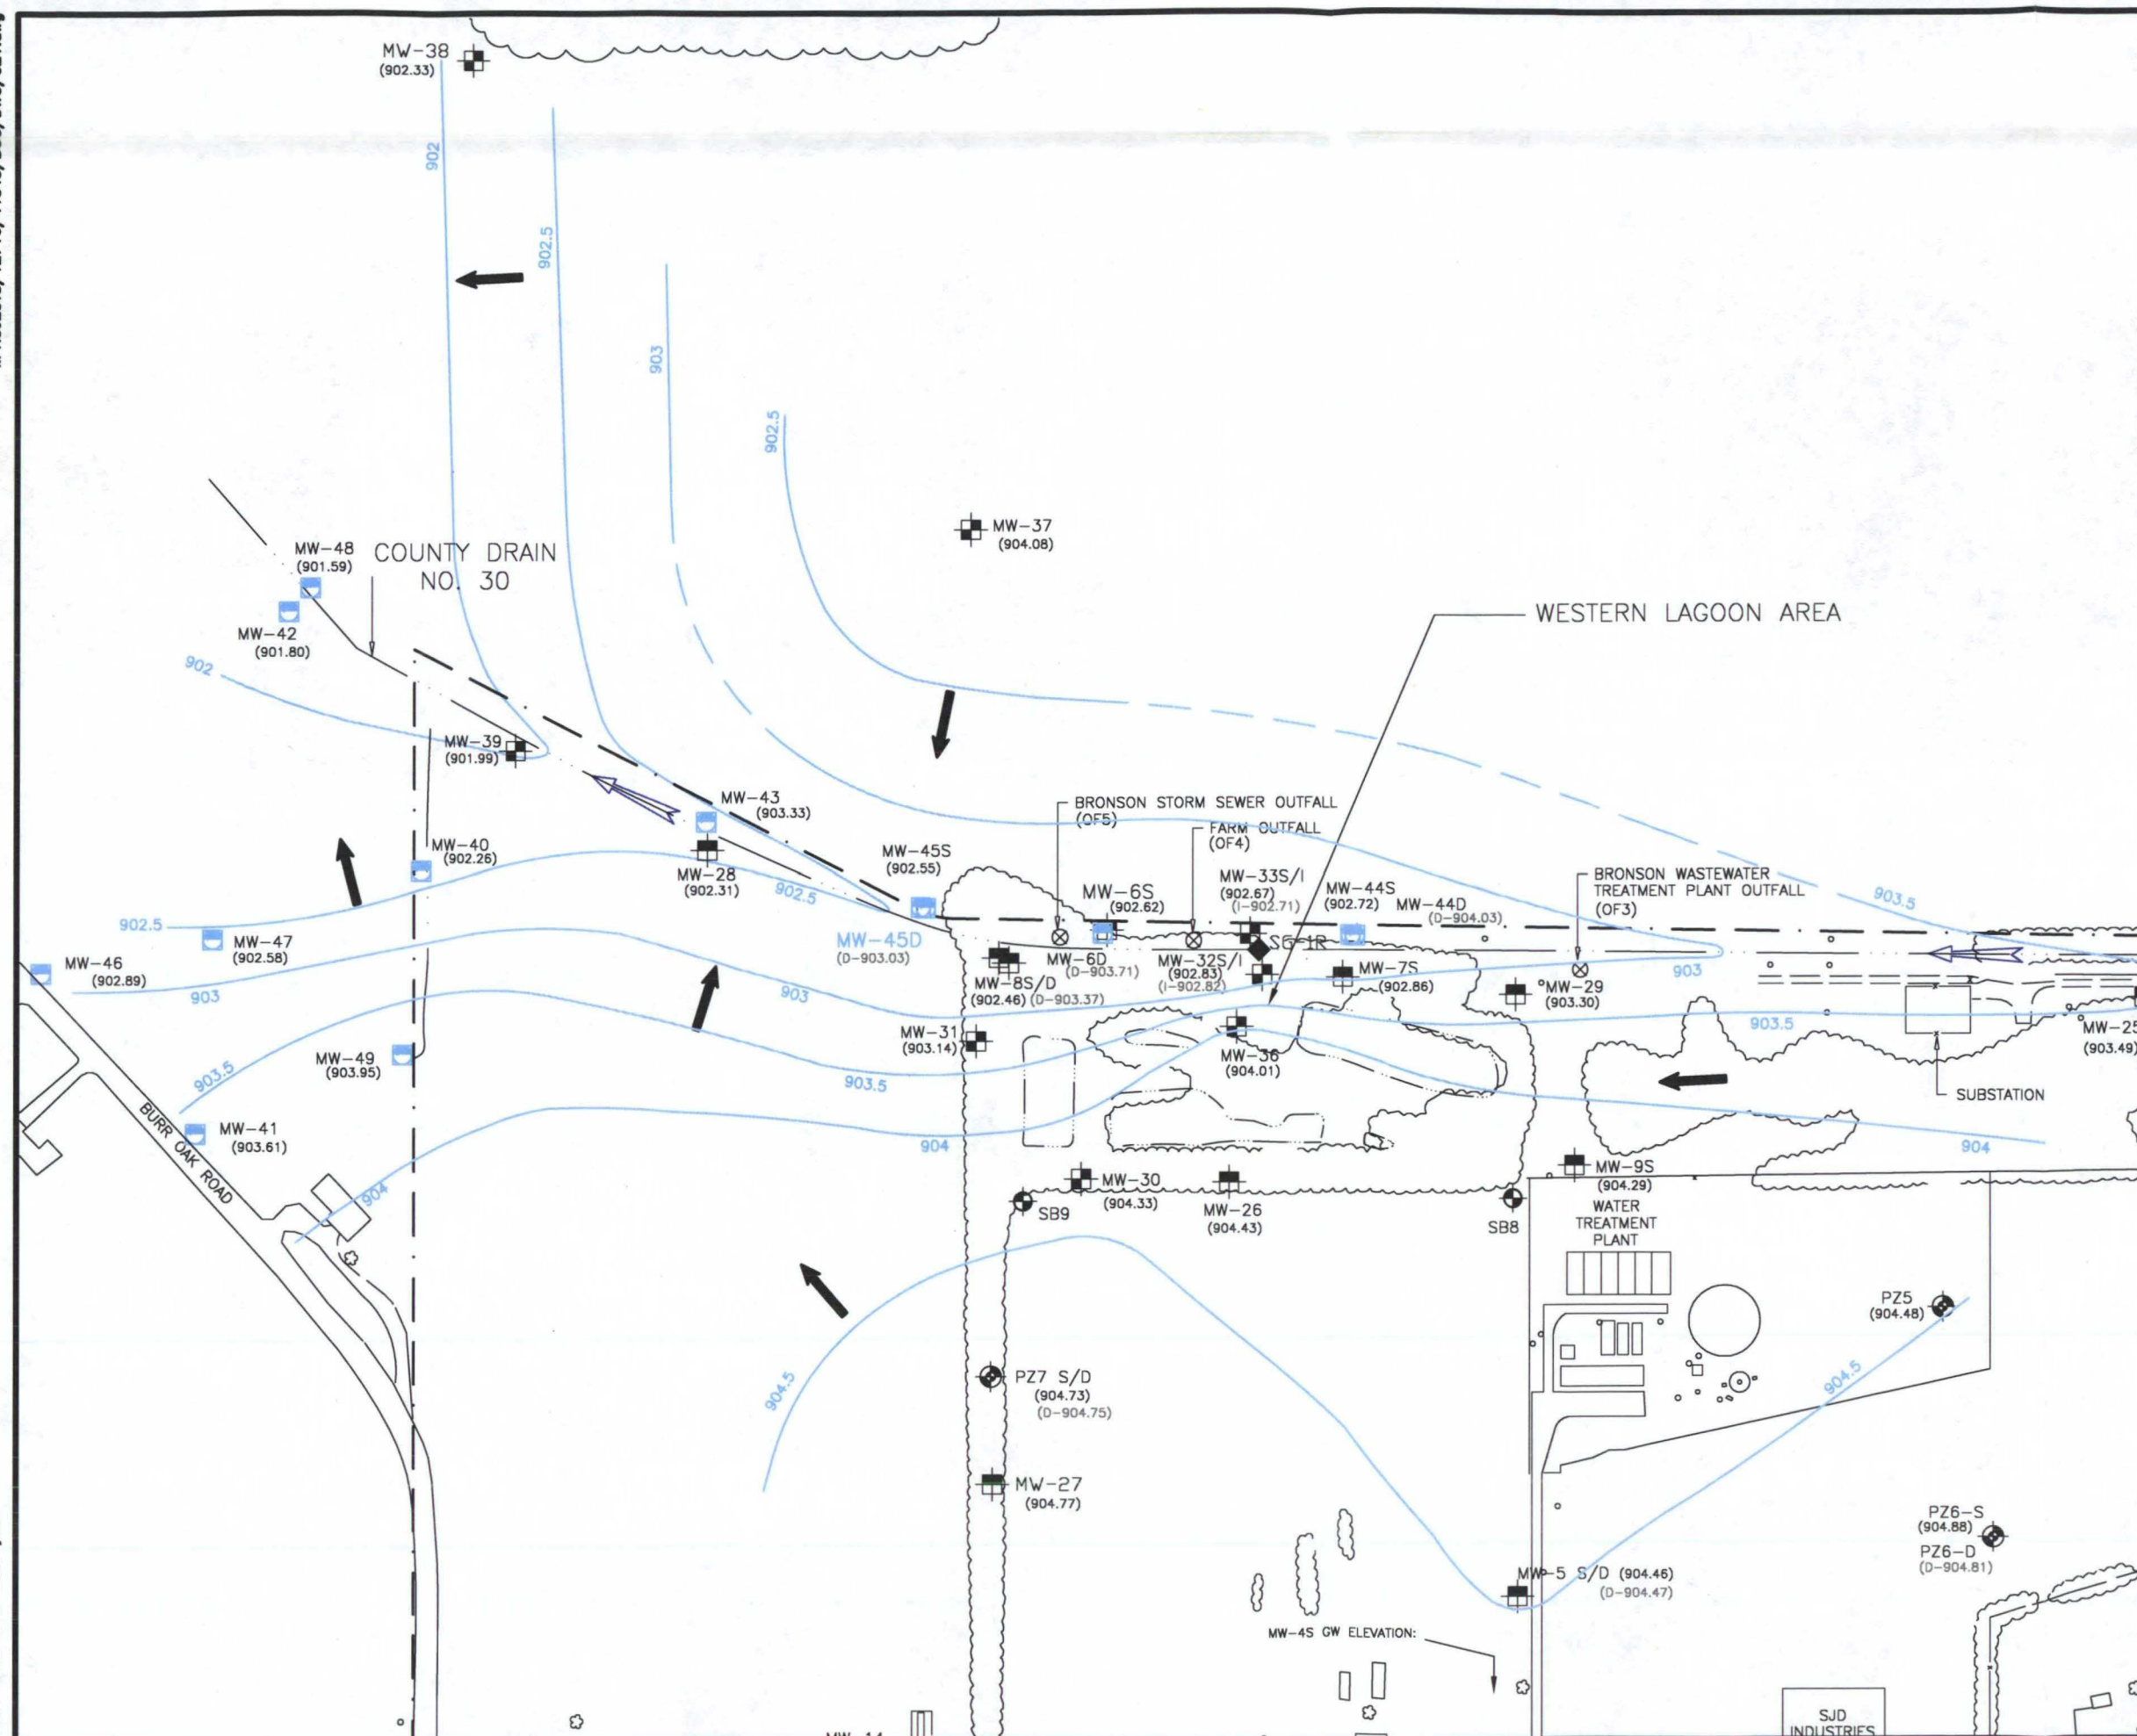 MW-38
(902.33)
902
902.5
903
902.5
MW-37
(904.08)
MW-48
(901.59)
COUNTY DRAIN
NO. 30
MW-42
(901.80)
WESTERN LAGOON AREA
902
MW-39
(901.99)
MW-43
(903.33)
BRONSON STORM SEWER OUTFALL
(OF5)
FARM OUTFALL
(OF4)
MW-40
(902.26)
MW-45S
(902.55)
MW-28
(902.31)
902.5
MW-6S
(902.62)
MW-33S/I
(902.67)
(I-902.71)
MW-44S
(902.72)
MW-44D
(D-904.03)
BRONSON WASTEWATER
TREATMENT PLANT OUTFALL
(OF3)
903.5
902.5
MW-47
(902.58)
MW-45D
(D-903.03)
SG-1R
MW-46
(902.89)
MW-6D
(D-903.71)
MW-32S/I
(902.83)
(I-902.82)
MW-7S
(902.86)
903
903
903
MW-8S/D
(902.46) (D-903.37)
MW-29
(903.30)
903.5
MW-25
(903.49)
MW-31
(903.14)
MW-36
(904.01)
MW-49
(903.95)
903.5
903.5
SUBSTATION
MW-41
(903.61)
BURR OAK ROAD
904
904
904
MW-30
(904.33)
MW-26
(904.43)
MW-9S
(904.29)
SB9
SB8
WATER
TREATMENT
PLANT
PZ5
(904.48)
904.5
904.5
PZ7 S/D
(904.73)
(D-904.75)
MW-27
(904.77)
PZ6-S
(904.88)
PZ6-D
(D-904.81)
MW-5 S/D (904.46)
(D-904.47)
MW-4S GW ELEVATION:
SJD
INDUSTRIES